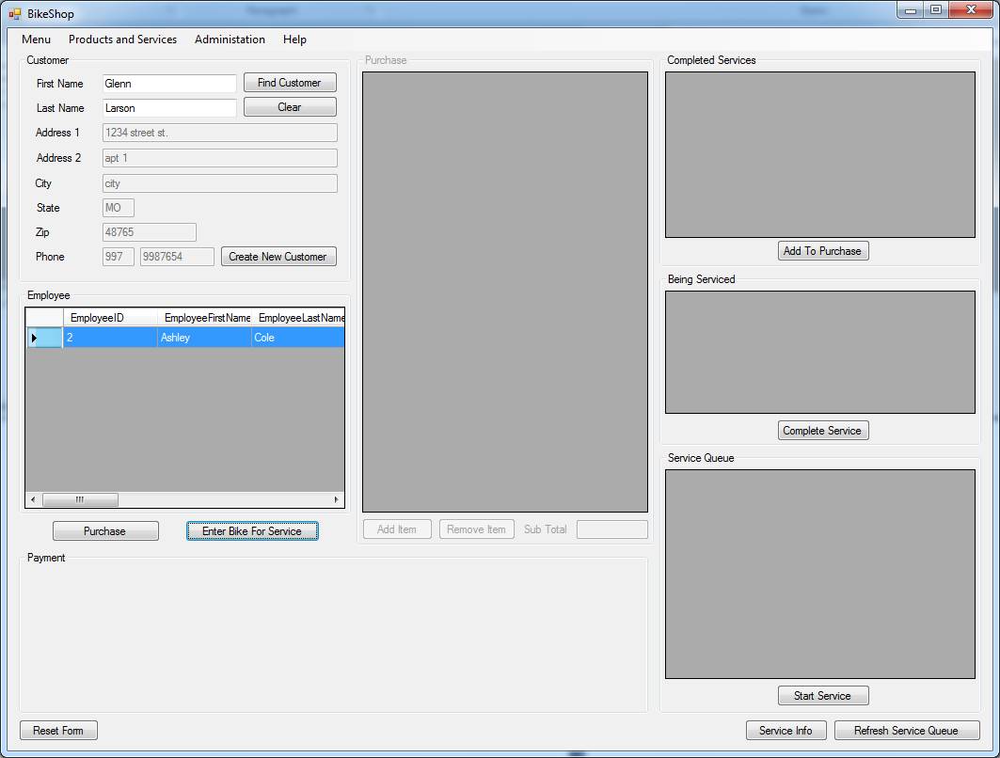 BikeShop
Menu Products and Services Administation Help
Customer
First Name Glenn Find Customer
Last Name Larson Clear
Address 1 1234 street st.
Address 2 apt 1
City city
State MO
Zip 48765
Phone 997 9987654 Create New Customer
Employee
EmployeeID EmployeeFirstName EmployeeLastName
2 Ashley Cole
Purchase Enter Bike For Service
Purchase
Add Item Remove Item Sub Total
Payment
Completed Services
Add To Purchase
Being Serviced
Complete Service
Service Queue
Start Service
Reset Form Service Info Refresh Service Queue